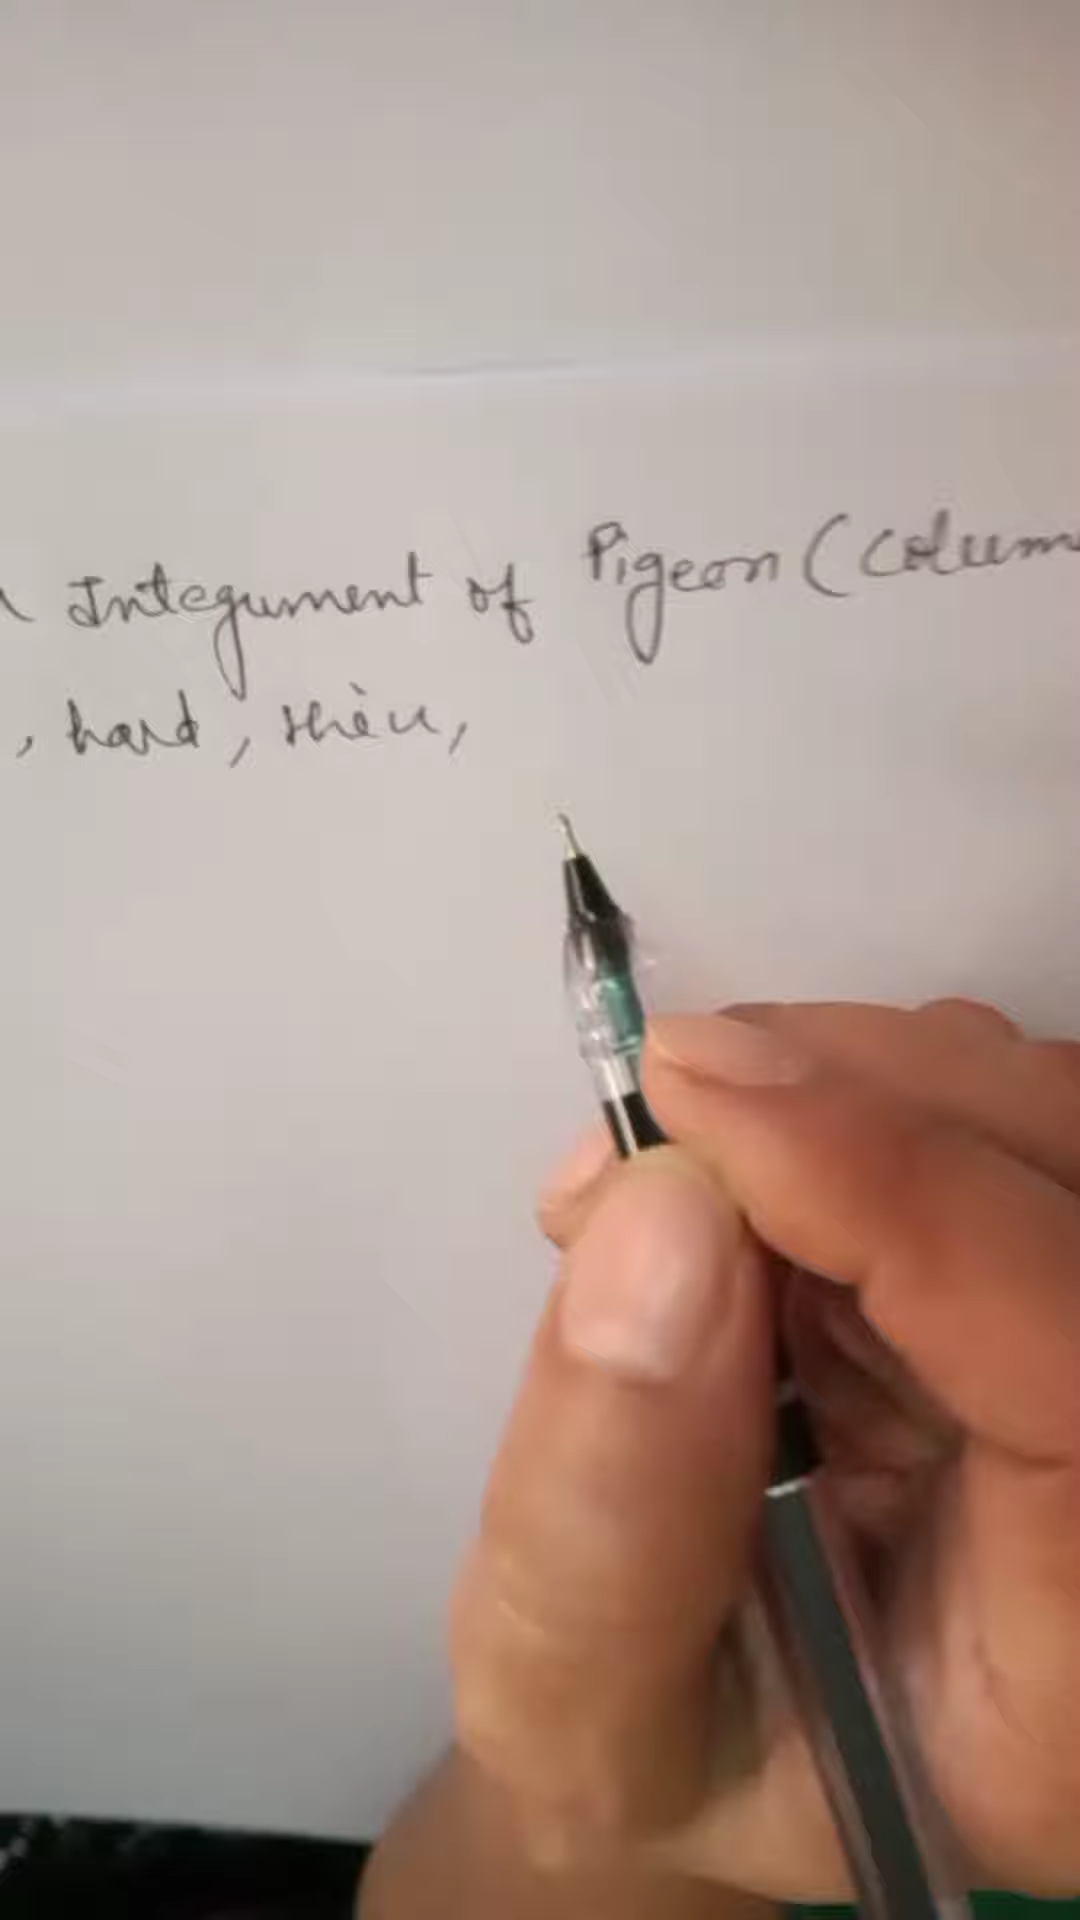 Integument of Pigeon (Colum
, hard, thin,